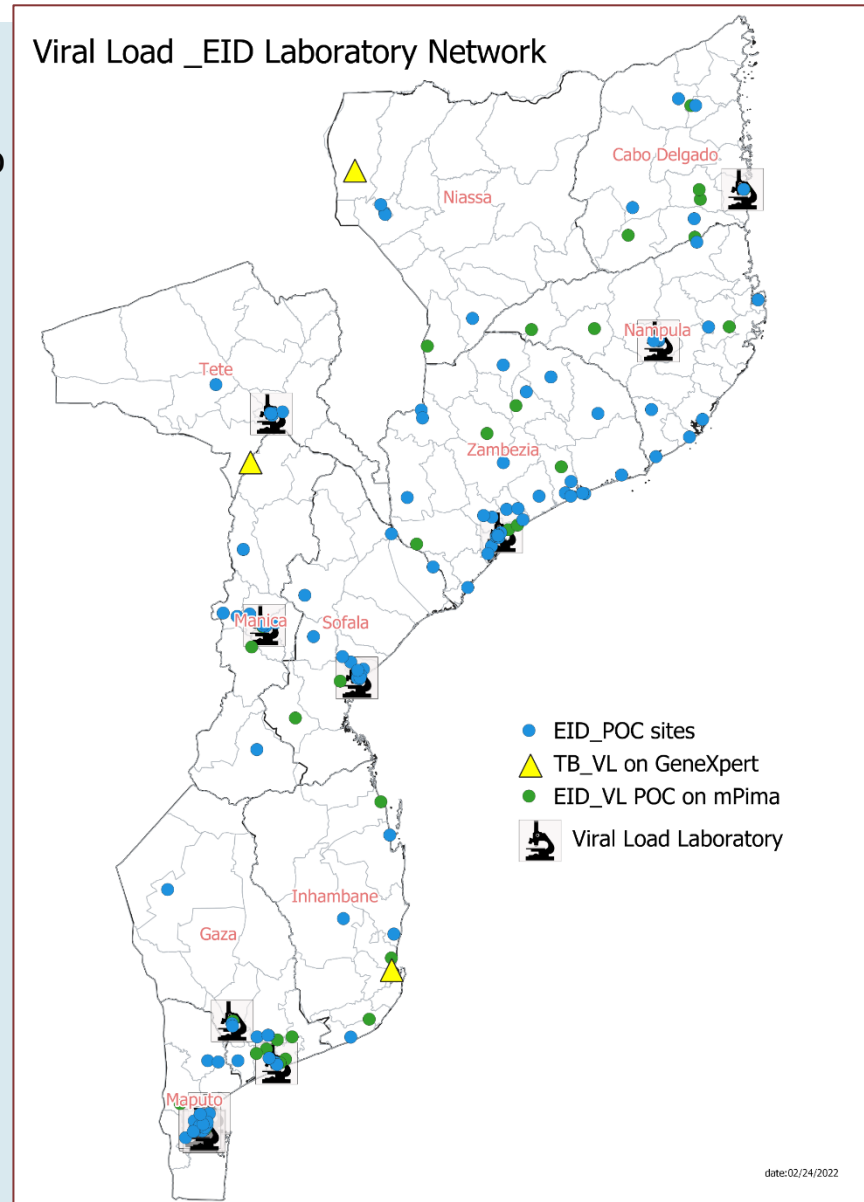 Viral Load _EID Laboratory Network
Cabo Delgado
Niassa
Nampula
Tete
Zambezia
Manica
Sofala
EID_POC sites
TB_VL on GeneXpert
EID_VL POC on mPima
Viral Load Laboratory
Inhambane
Gaza
Maputo
date:02/24/2022